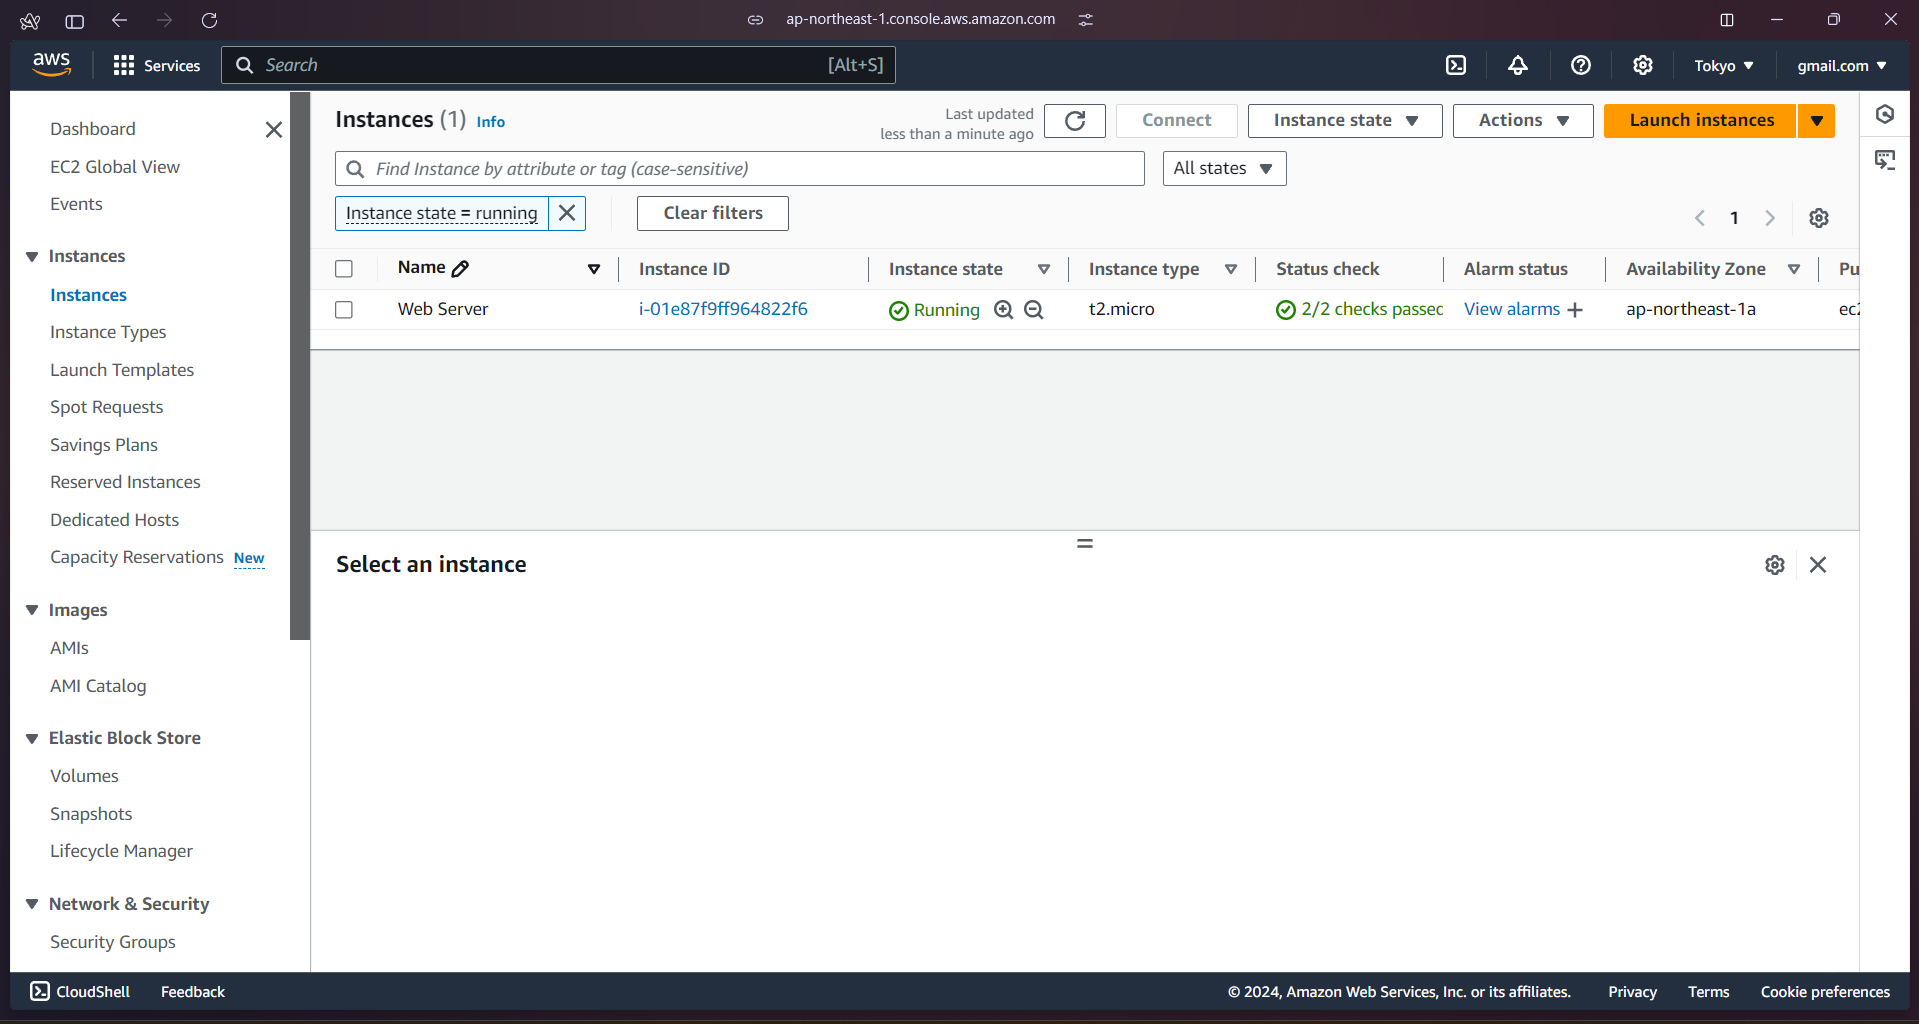 ap-northeast-1.console.aws.amazon.com
aws
Services
Search
[Alt+S]
Tokyo
gmail.com
Dashboard
EC2 Global View
Events
Instances
Instances
Instance Types
Launch Templates
Spot Requests
Savings Plans
Reserved Instances
Dedicated Hosts
Capacity Reservations New
Images
AMIs
AMI Catalog
Elastic Block Store
Volumes
Snapshots
Lifecycle Manager
Network & Security
Security Groups
Instances (1) Info
Last updated
less than a minute ago
Connect
Instance state
Actions
Launch instances
Find Instance by attribute or tag (case-sensitive)
All states
Instance state = running
Clear filters
1
Name Instance ID Instance state Instance type Status check Alarm status Availability Zone Pu
Web Server i-01e87f9ff964822f6 Running t2.micro 2/2 checks passed View alarms + ap-northeast-1a ec2
Select an instance
CloudShell Feedback © 2024, Amazon Web Services, Inc. or its affiliates. Privacy Terms Cookie preferences